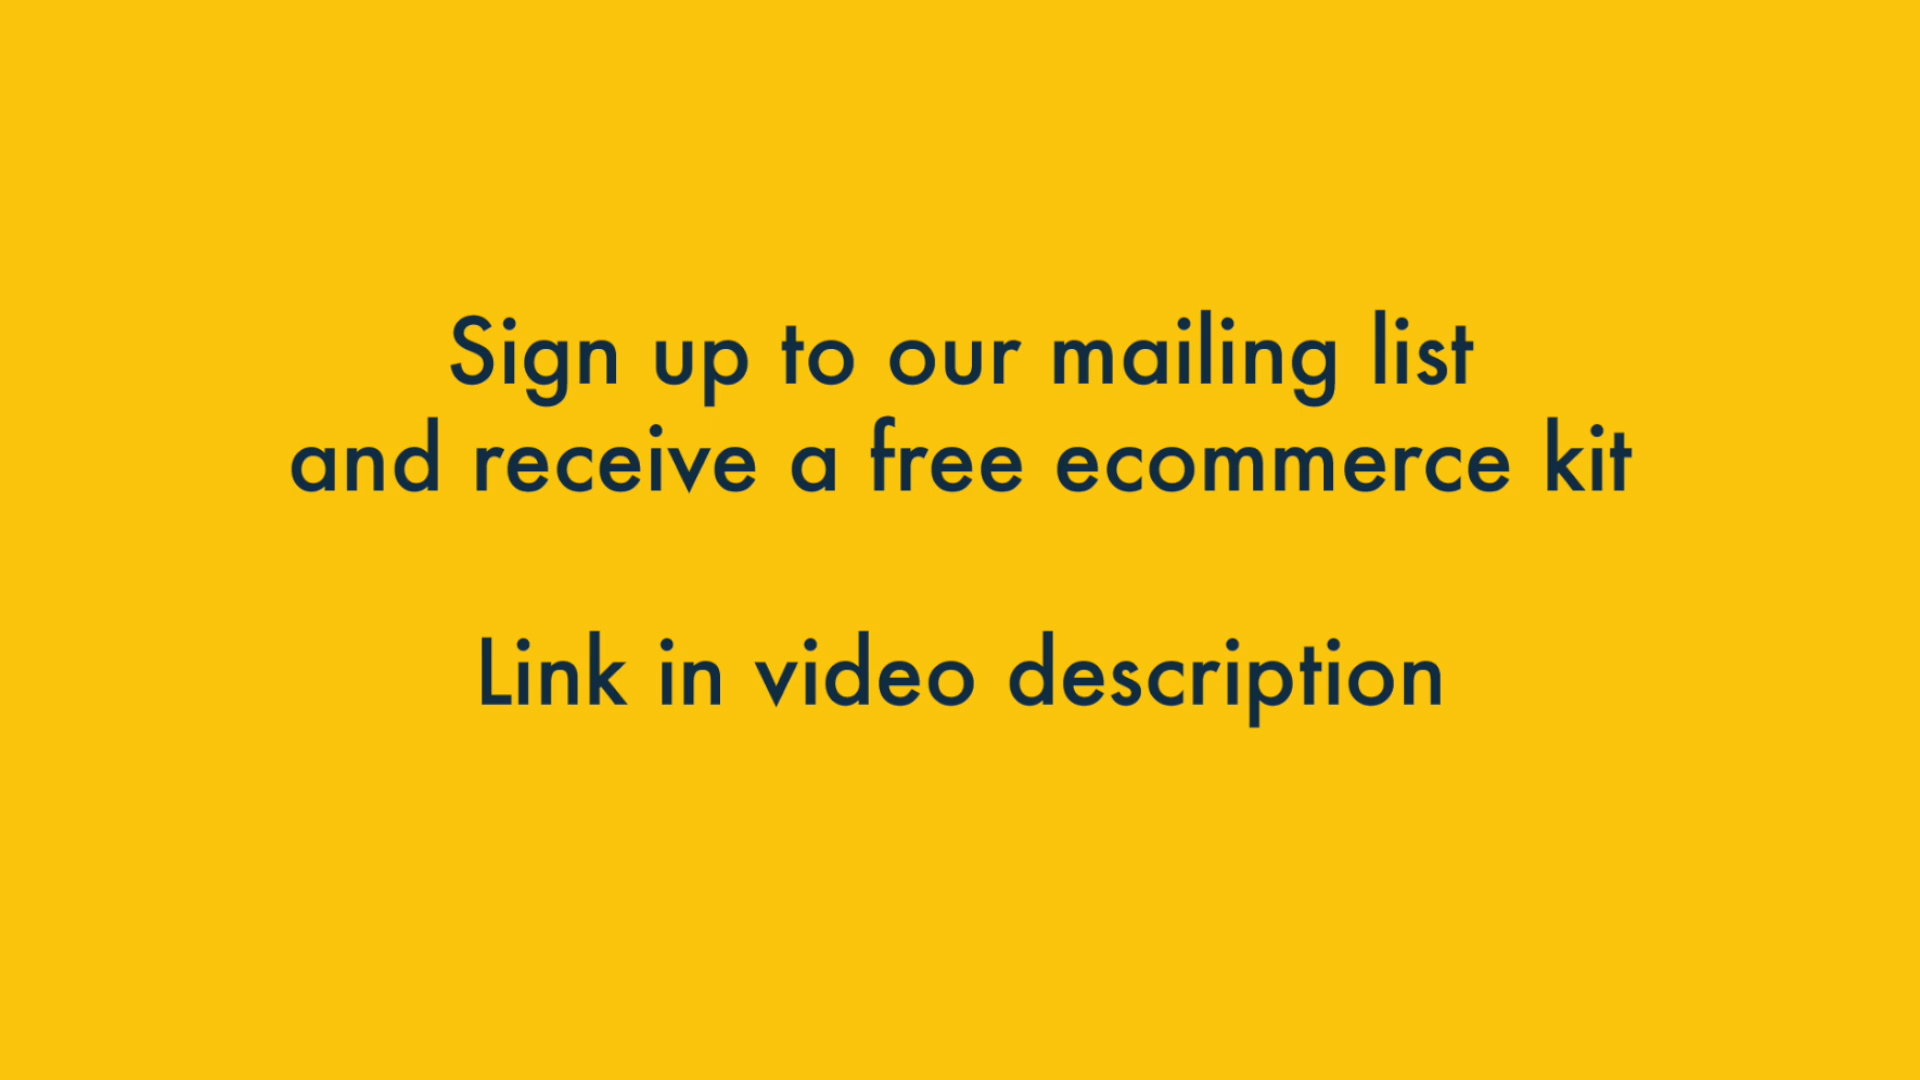 Sign up to our mailing list
and receive a free ecommerce kit
Link in video description